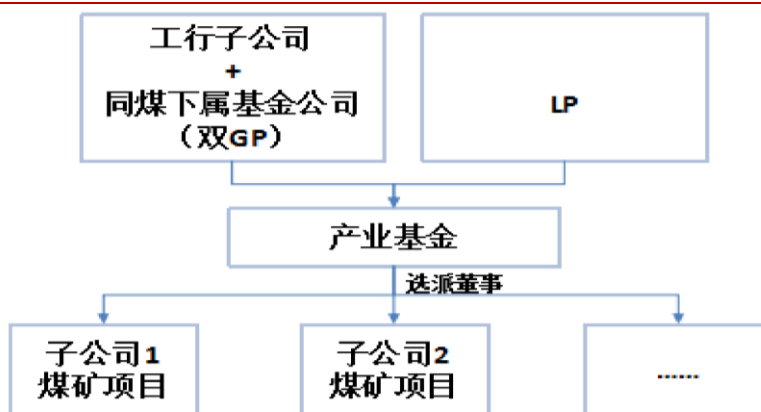 工行子公司
+
同煤下属基金公司
（双GP）
LP
产业基金
选派董事
子公司1
煤矿项目
子公司2
煤矿项目
......